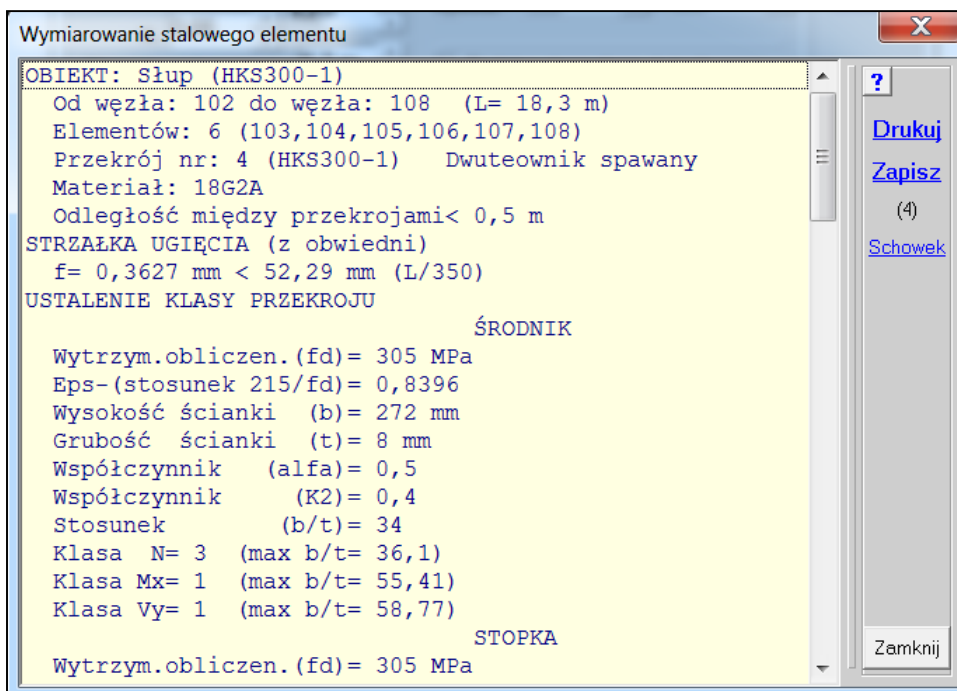 Wymiarowanie stalowego elementu
X
OBIEKT: Słup (HKS300-1)
Od węzła: 102 do węzła: 108 (L= 18,3 m)
Elementów: 6 (103,104,105,106,107,108)
Przekrój nr: 4 (HKS300-1) Dwuteownik spawany
Materiał: 18G2A
Odległość między przekrojami< 0,5 m
STRZAŁKA UGIĘCIA (z obwiedni)
f= 0,3627 mm < 52,29 mm (L/350)
USTALENIE KLASY PRZEKROJU
ŚRODNIK
Wytrzym.obliczen.(fd)= 305 MPa
Eps-(stosunek 215/fd)= 0,8396
Wysokość ścianki (b)= 272 mm
Grubość ścianki (t)= 8 mm
Współczynnik (alfa)= 0,5
Współczynnik (K2)= 0,4
Stosunek (b/t)= 34
Klasa N= 3 (max b/t= 36,1)
Klasa Mx= 1 (max b/t= 55,41)
Klasa Vy= 1 (max b/t= 58,77)
STOPKA
Wytrzym.obliczen.(fd)= 305 MPa
?
Drukuj
Zapisz
(4)
Schowek
Zamknij